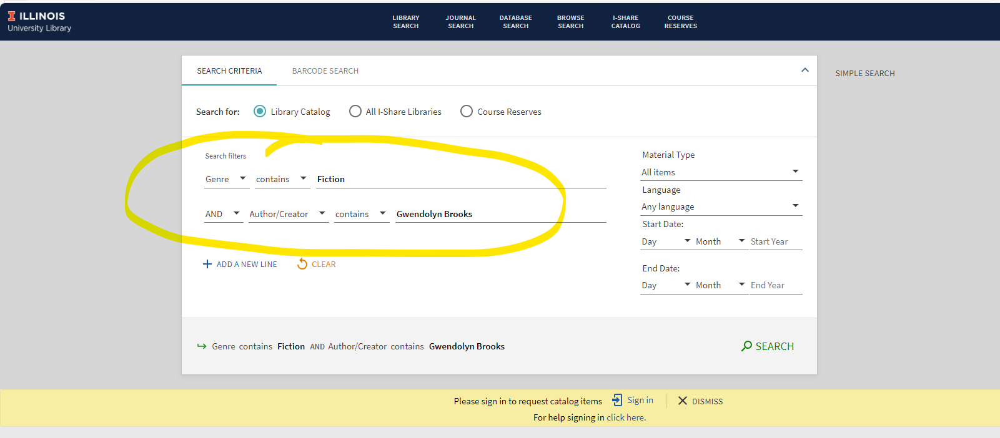 ILLINOIS
University Library
LIBRARY SEARCH
JOURNAL SEARCH
DATABASE SEARCH
BROWSE SEARCH
I-SHARE CATALOG
COURSE RESERVES
SEARCH CRITERIA
BARCODE SEARCH
SIMPLE SEARCH
Search for: Library Catalog All I-Share Libraries Course Reserves
Search filters
Genre contains Fiction
AND Author/Creator contains Gwendolyn Brooks
ADD A NEW LINE CLEAR
Material Type
All items
Language
Any language
Start Date:
Day Month Start Year
End Date:
Day Month End Year
Genre contains Fiction AND Author/Creator contains Gwendolyn Brooks
SEARCH
Please sign in to request catalog items Sign in DISMISS
For help signing in click here.